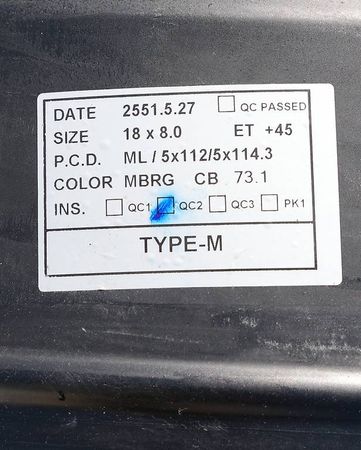 DATE 2551.5.27 QC PASSED
SIZE 18 x 8.0 ET +45
P.C.D. ML / 5x112/5x114.3
COLOR MBRG CB 73.1
INS. QC1 QC2 QC3 PK1
TYPE-M